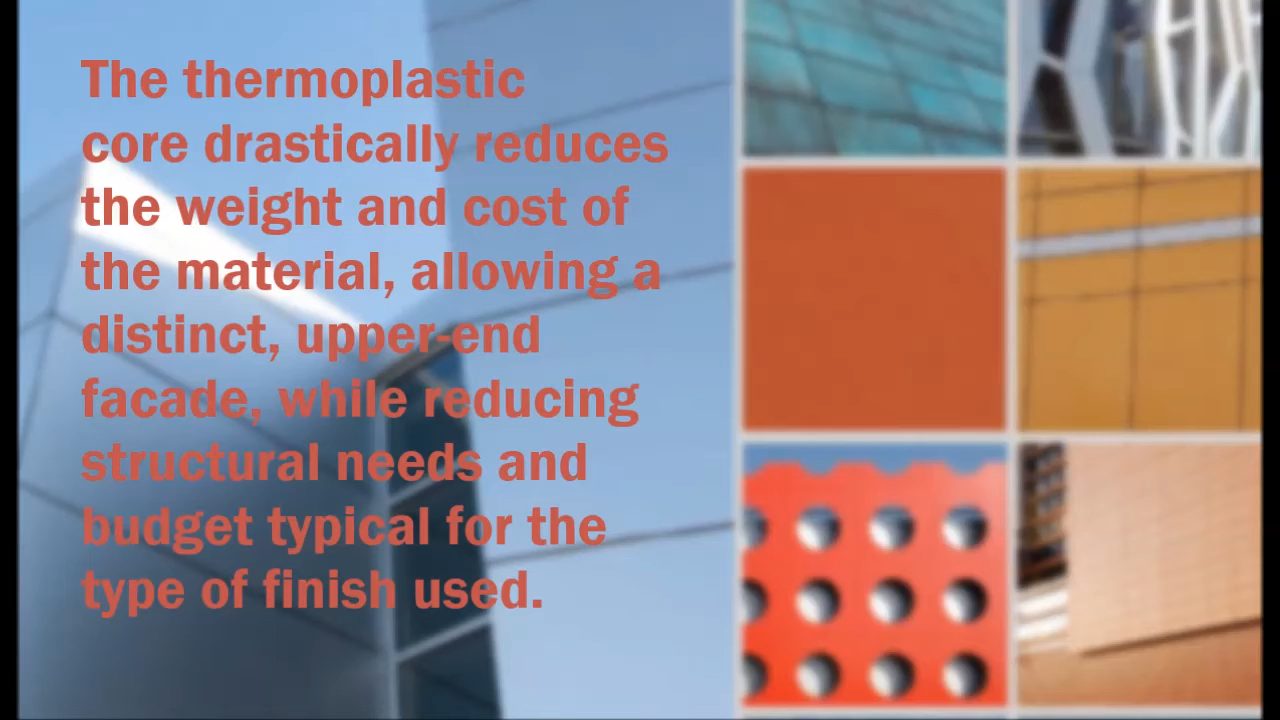 The thermoplastic
core drastically reduces
the weight and cost of
the material, allowing a
distinct, upper-end
facade, while reducing
structural needs and
budget typical for the
type of finish used.